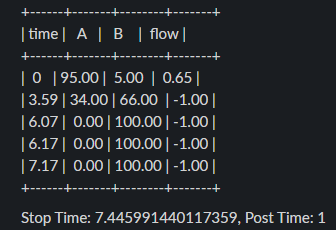 +------+-------+--------+-------+
| time |   A   |   B    |  flow |
+------+-------+--------+-------+
|  0   | 95.00 |  5.00  |  0.65 |
| 3.59 | 34.00 | 66.00  | -1.00 |
| 6.07 |  0.00 | 100.00 | -1.00 |
| 6.17 |  0.00 | 100.00 | -1.00 |
| 7.17 |  0.00 | 100.00 | -1.00 |
+------+-------+--------+-------+
Stop Time: 7.445991440117359, Post Time: 1